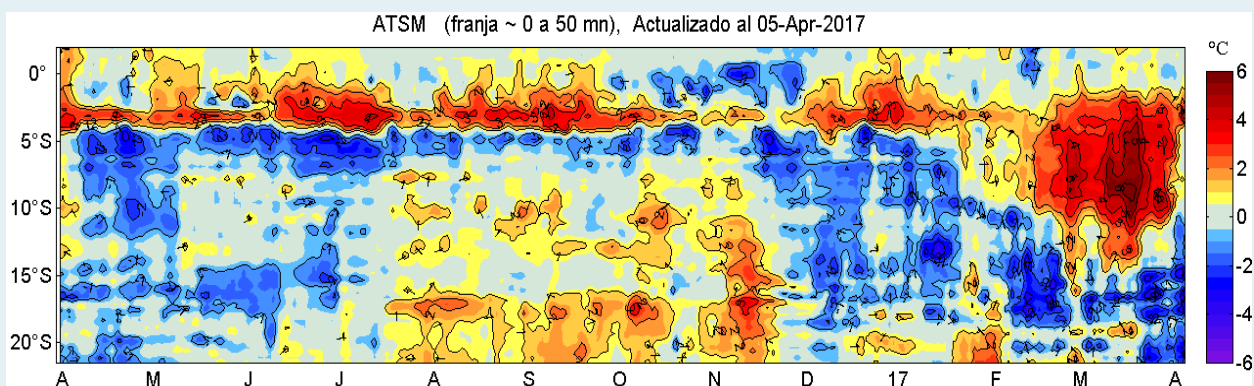 ATSM (franja ~ 0 a 50 mn), Actualizado al 05-Apr-2017
ºC
0°
5°S
10°S
15°S
20°S
6
4
2
0
-2
-4
-6
A M J J A S O N D 17 F M A